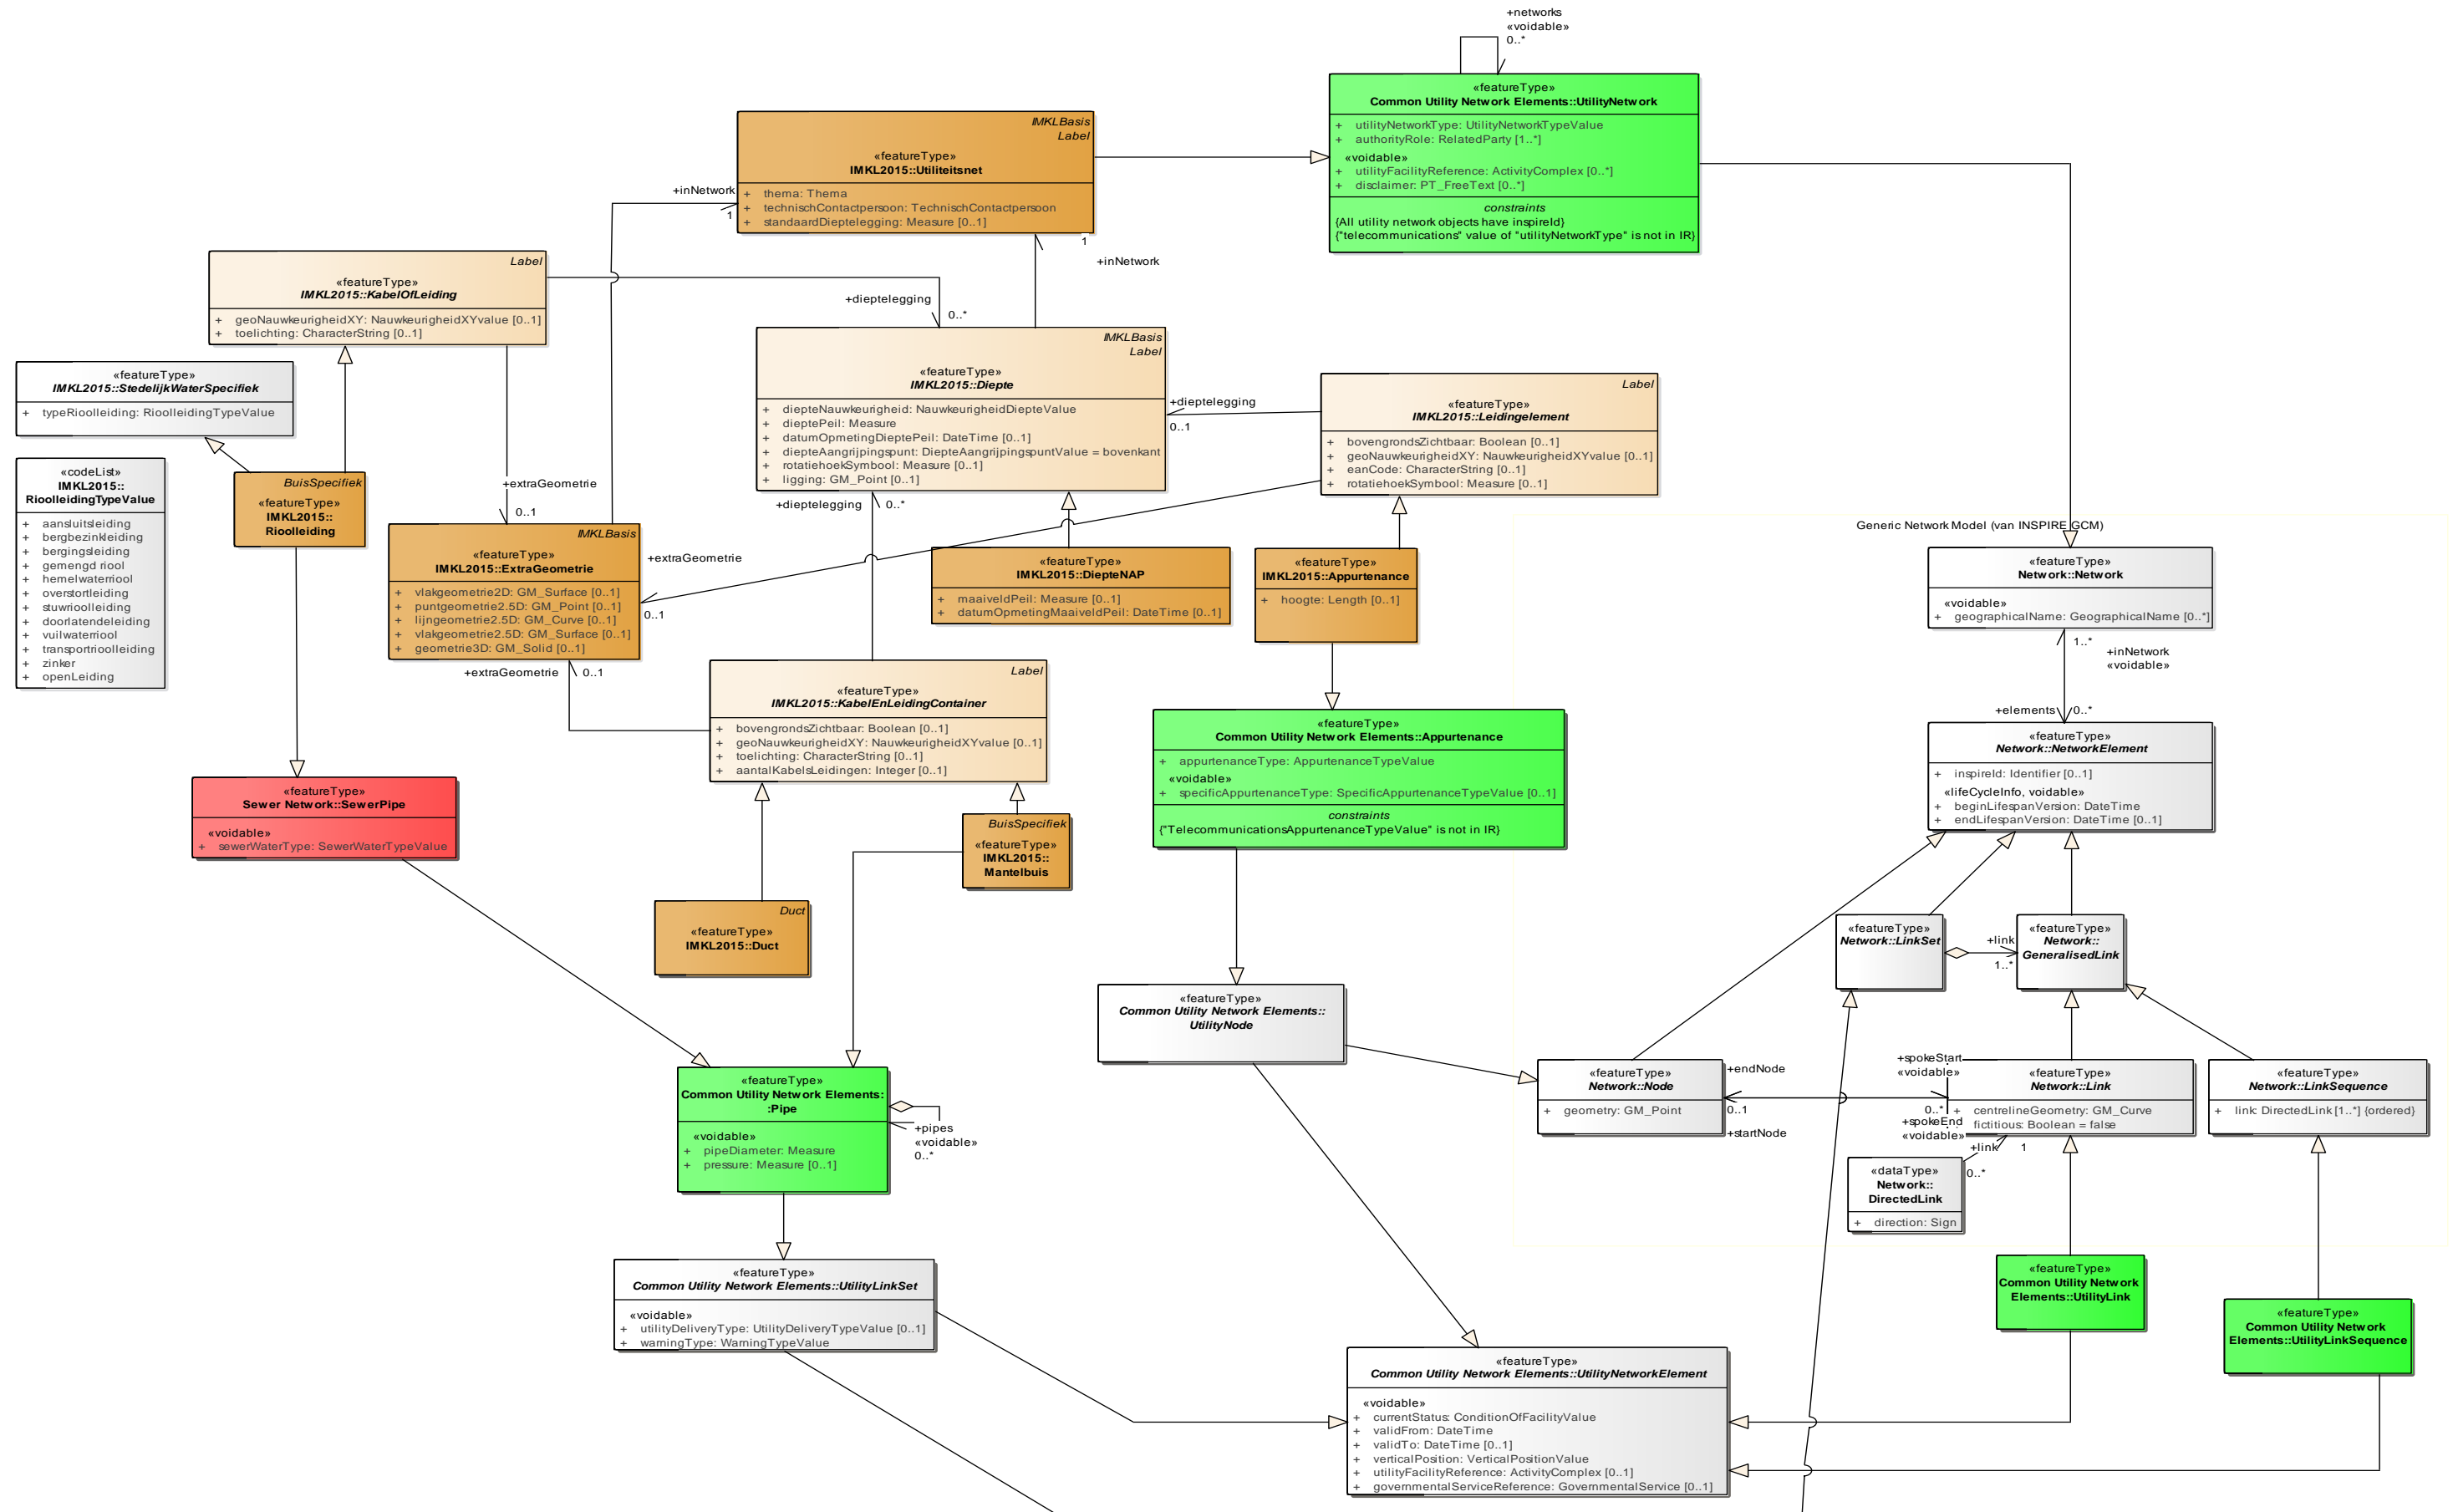 +networks
«voidable»
0..*
«featureType»
Common Utility Network Elements::UtilityNetwork
+ utilityNetworkType: UtilityNetworkTypeValue
+ authorityRole: RelatedParty [1..*]
«voidable»
+ utilityFacilityReference: ActivityComplex [0..*]
+ disclaimer: PT_FreeText [0..*]
constraints
{All utility network objects have inspireId}
{"telecommunications" value of "utilityNetworkType" is not in IR}
IMKLBasis
Label
«featureType»
IMKL2015::Utiliteitsnet
+ thema: Thema
+ technischContactpersoon: TechnischContactpersoon
+ standaardDieptelegging: Measure [0..1]
+inNetwork
1
1
+inNetwork
Label
«featureType»
IMKL2015::KabelOfLeiding
+ geoNauwkeurigheidXY: NauwkeurigheidXYvalue [0..1]
+ toelichting: CharacterString [0..1]
+dieptelegging
0..*
IMKLBasis
Label
«featureType»
IMKL2015::Diepte
+ diepteNauwkeurigheid: NauwkeurigheidDiepteValue
+ dieptePeil: Measure
+ datumOpmetingDieptePeil: DateTime [0..1]
+ diepteAangrijpingspunt: DiepteAangrijpingspuntValue = bovenkant
+ rotatiehoekSymbool: Measure [0..1]
+ ligging: GM_Point [0..1]
«featureType»
IMKL2015::StedelijkWaterSpecifiek
+ typeRioolleiding: RioolleidingTypeValue
+dieptelegging
0..1
Label
«featureType»
IMKL2015::Leidingelement
+ bovengrondsZichtbaar: Boolean [0..1]
+ geoNauwkeurigheidXY: NauwkeurigheidXYvalue [0..1]
+ eanCode: CharacterString [0..1]
+ rotatiehoekSymbool: Measure [0..1]
«codeList»
IMKL2015::
RioolleidingTypeValue
+ aansluitsleiding
+ bergbezinkleiding
+ bergingsleiding
+ gemengd riool
+ hemelwaterriool
+ overstortleiding
+ stuwrioolleiding
+ doorlatendeleiding
+ vuilwaterriool
+ transportrioolleiding
+ zinker
+ openLeiding
BuisSpecifiek
«featureType»
IMKL2015::
Rioolleiding
+extraGeometrie
0..1
+dieptelegging
0..*
IMKLBasis
«featureType»
IMKL2015::ExtraGeometrie
+ vlakgeometrie2D: GM_Surface [0..1]
+ puntgeometrie2.5D: GM_Point [0..1]
+ lijngeometrie2.5D: GM_Curve [0..1]
+ vlakgeometrie2.5D: GM_Surface [0..1]
+ geometrie3D: GM_Solid [0..1]
+extraGeometrie
0..1
«featureType»
IMKL2015::DiepteNAP
+ maaiveldPeil: Measure [0..1]
+ datumOpmetingMaaiveldPeil: DateTime [0..1]
«featureType»
IMKL2015::Appurtenance
+ hoogte: Length [0..1]
Generic Network Model (van INSPIRE GCM)
«featureType»
Network::Network
«voidable»
+ geographicalName: GeographicalName [0..*]
1..*
+inNetwork
«voidable»
+elements
0..*
+extraGeometrie
0..1
Label
«featureType»
IMKL2015::KabelEnLeidingContainer
+ bovengrondsZichtbaar: Boolean [0..1]
+ geoNauwkeurigheidXY: NauwkeurigheidXYvalue [0..1]
+ toelichting: CharacterString [0..1]
+ aantalKabelsLeidingen: Integer [0..1]
«featureType»
Common Utility Network Elements::Appurtenance
+ appurtenanceType: AppurtenanceTypeValue
«voidable»
+ specificAppurtenanceType: SpecificAppurtenanceTypeValue [0..1]
constraints
{"TelecommunicationsAppurtenanceTypeValue" is not in IR}
«featureType»
Network::NetworkElement
+ inspireId: Identifier [0..1]
«lifeCycleInfo, voidable»
+ beginLifespanVersion: DateTime
+ endLifespanVersion: DateTime [0..1]
«featureType»
Sewer Network::SewerPipe
«voidable»
+ sewerWaterType: SewerWaterTypeValue
BuisSpecifiek
«featureType»
IMKL2015::
Mantelbuis
Duct
«featureType»
IMKL2015::Duct
«featureType»
Network::LinkSet
+link
1..*
«featureType»
Network::
GeneralisedLink
«featureType»
Common Utility Network Elements::
UtilityNode
«featureType»
Common Utility Network Elements:
:Pipe
«voidable»
+ pipeDiameter: Measure
+ pressure: Measure [0..1]
+pipes
«voidable»
0..*
«featureType»
Network::Node
+ geometry: GM_Point
+endNode
0..1
+startNode
+spokeStart
«voidable»
0..*
+spokeEnd
«voidable»
«featureType»
Network::Link
+ centrelineGeometry: GM_Curve
fictitious: Boolean = false
«featureType»
Network::LinkSequence
+ link: DirectedLink [1..*] {ordered}
+link
1
0..*
«dataType»
Network::
DirectedLink
+ direction: Sign
«featureType»
Common Utility Network Elements::UtilityLinkSet
«voidable»
+ utilityDeliveryType: UtilityDeliveryTypeValue [0..1]
+ warningType: WarningTypeValue
«featureType»
Common Utility Network
Elements::UtilityLink
«featureType»
Common Utility Network
Elements::UtilityLinkSequence
«featureType»
Common Utility Network Elements::UtilityNetworkElement
«voidable»
+ currentStatus: ConditionOfFacilityValue
+ validFrom: DateTime
+ validTo: DateTime [0..1]
+ verticalPosition: VerticalPositionValue
+ utilityFacilityReference: ActivityComplex [0..1]
+ governmentalServiceReference: GovernmentalService [0..1]